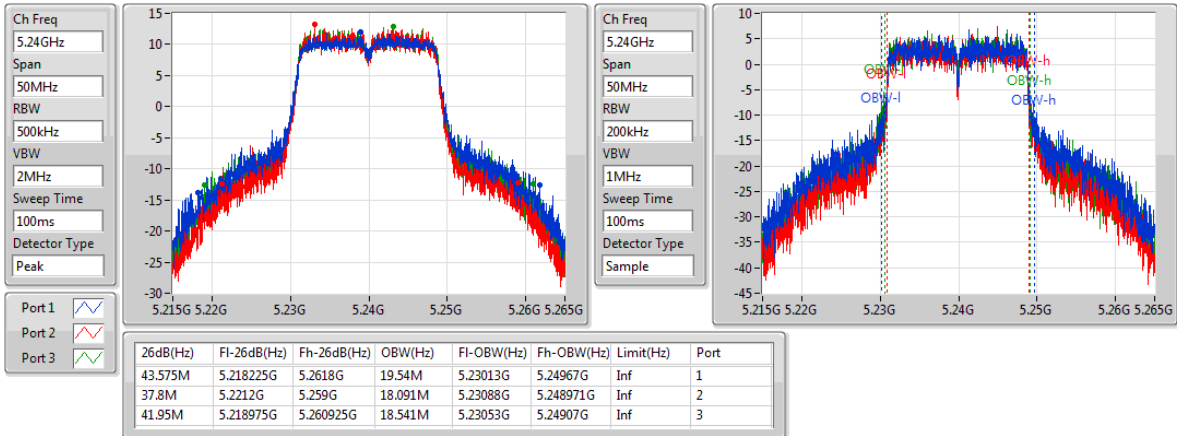 Ch Freq
5.24GHz
Span
50MHz
RBW
500kHz
VBW
2MHz
Sweep Time
100ms
Detector Type
Peak
Port 1
Port 2
Port 3
15
10
5
0
-5
-10
-15
-20
-25
-30
5.215G 5.22G 5.23G 5.24G 5.25G 5.26G 5.265G
Ch Freq
5.24GHz
Span
50MHz
RBW
200kHz
VBW
1MHz
Sweep Time
100ms
Detector Type
Sample
10
5
0
-5
-10
-15
-20
-25
-30
-35
-40
-45
OBW-l
OBW-h
OBW-h
OBW-l
OBW-h
5.215G 5.22G 5.23G 5.24G 5.25G 5.26G 5.265G
26dB(Hz) Fl-26dB(Hz) Fh-26dB(Hz) OBW(Hz) Fl-OBW(Hz) Fh-OBW(Hz) Limit(Hz) Port
43.575M 5.218225G 5.2618G 19.54M 5.23013G 5.24967G Inf 1
37.8M 5.2212G 5.259G 18.091M 5.23088G 5.248971G Inf 2
41.95M 5.218975G 5.260925G 18.541M 5.23053G 5.24907G Inf 3